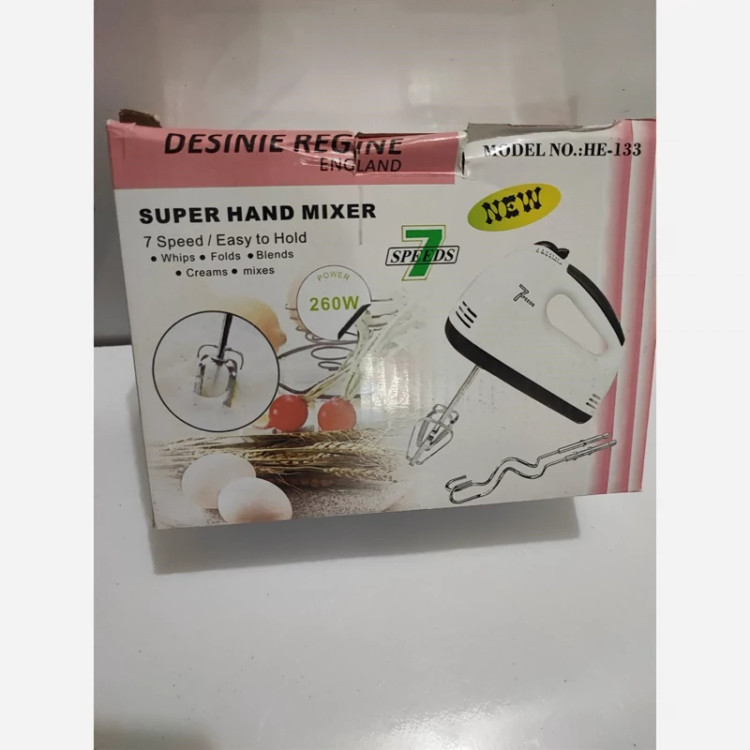 DESINIE REGINE
ENGLAND
MODEL NO.:HE-133
SUPER HAND MIXER
7 Speed / Easy to Hold
• Whips • Folds • Blends
• Creams • mixes
NEW
7
SPEEDS
POWER
260W
7